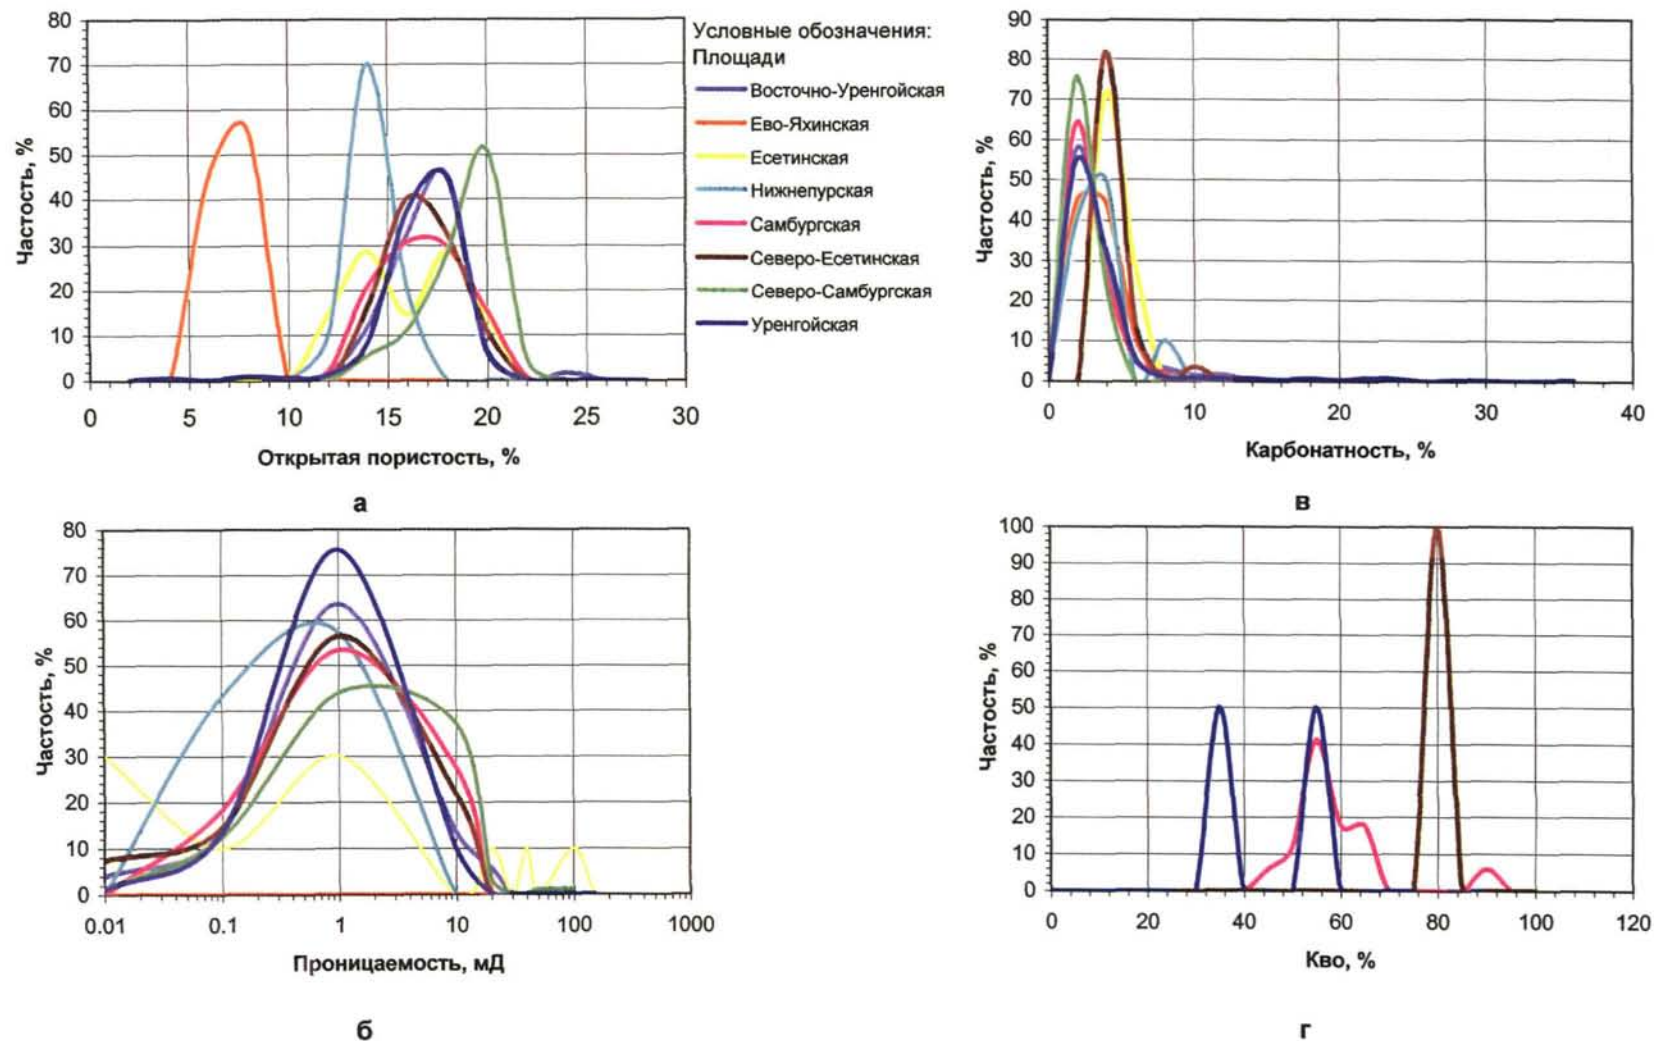 80
70
60
50
40
30
20
10
0
Частость, %
0 5 10 15 20 25 30
Открытая пористость, %
а
Условные обозначения:
Площади
Восточно-Уренгойская
Ево-Яхинская
Есетинская
Нижнепурская
Самбургская
Северо-Есетинская
Северо-Самбургская
Уренгойская
90
80
70
60
50
40
30
20
10
0
Частость, %
0 10 20 30 40
Карбонатность, %
в
80
70
60
50
40
30
20
10
0
Частость, %
0.01 0.1 1 10 100 1000
Проницаемость, мД
б
100
90
80
70
60
50
40
30
20
10
0
Частость, %
0 20 40 60 80 100 120
Кво, %
г